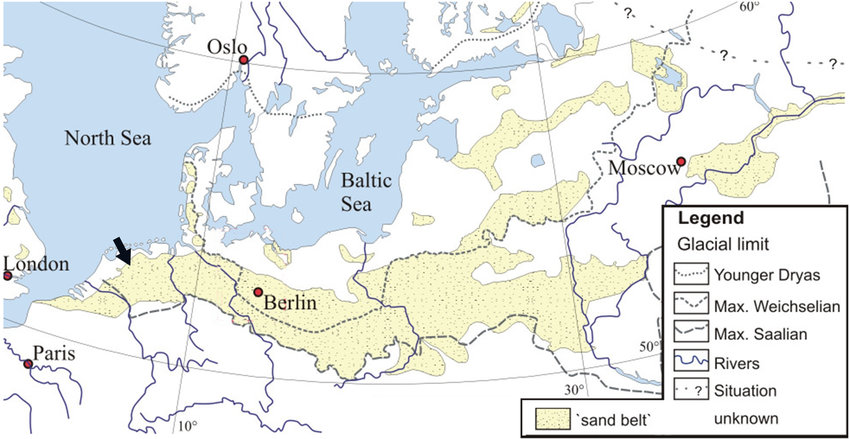 60°
?
Oslo
?
?
North Sea
Moscow
Baltic
Sea
London
Berlin
Paris
50°
30°
10°
Legend
Glacial limit
Younger Dryas
Max. Weichselian
Max. Saalian
Rivers
? Situation
unknown
`sand belt`